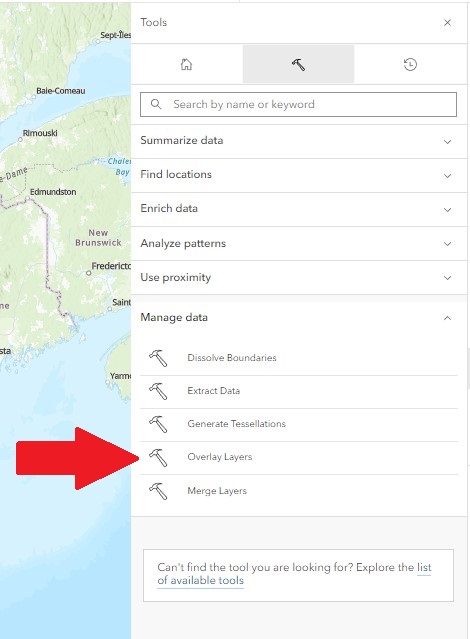 Tools
Search by name or keyword
Summarize data
Find locations
Enrich data
Analyze patterns
Use proximity
Manage data
Dissolve Boundaries
Extract Data
Generate Tessellations
Overlay Layers
Merge Layers
Can't find the tool you are looking for? Explore the list
of available tools
Sept-Îles
Baie-Comeau
Rimouski
Chaleu
Bay
-Dame
Edmundston
New
Brunswick
Fredericto
Saint
ne
sta
Yarmo